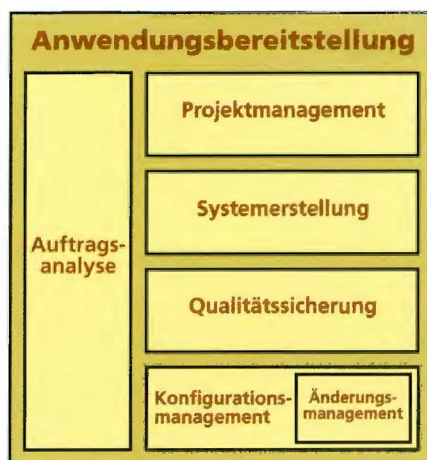 Anwendungsbereitstellung
Auftrags-
analyse
Projektmanagement
Systemerstellung
Qualitätssicherung
Konfigurations-
management
Änderungs-
management